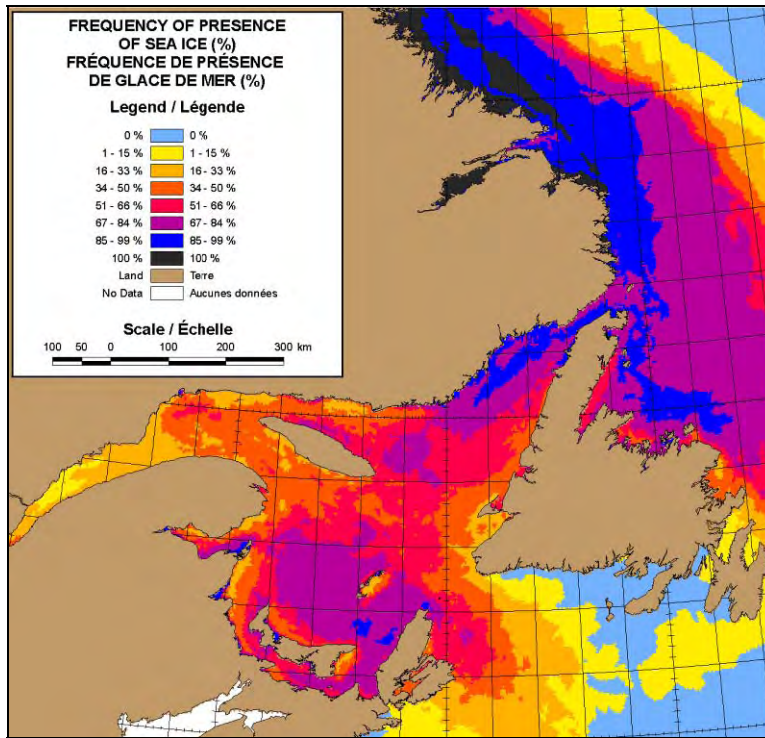 FREQUENCY OF PRESENCE
OF SEA ICE (%)
FRÉQUENCE DE PRÉSENCE
DE GLACE DE MER (%)
Legend / Légende
0 % 0 %
1 - 15 % 1 - 15 %
16 - 33 % 16 - 33 %
34 - 50 % 34 - 50 %
51 - 66 % 51 - 66 %
67 - 84 % 67 - 84 %
85 - 99 % 85 - 99 %
100 % 100 %
Land Terre
No Data Aucunes données
Scale / Échelle
100 50 0 100 200 300 km